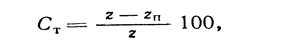 Cт = (z − zп) / z 100,